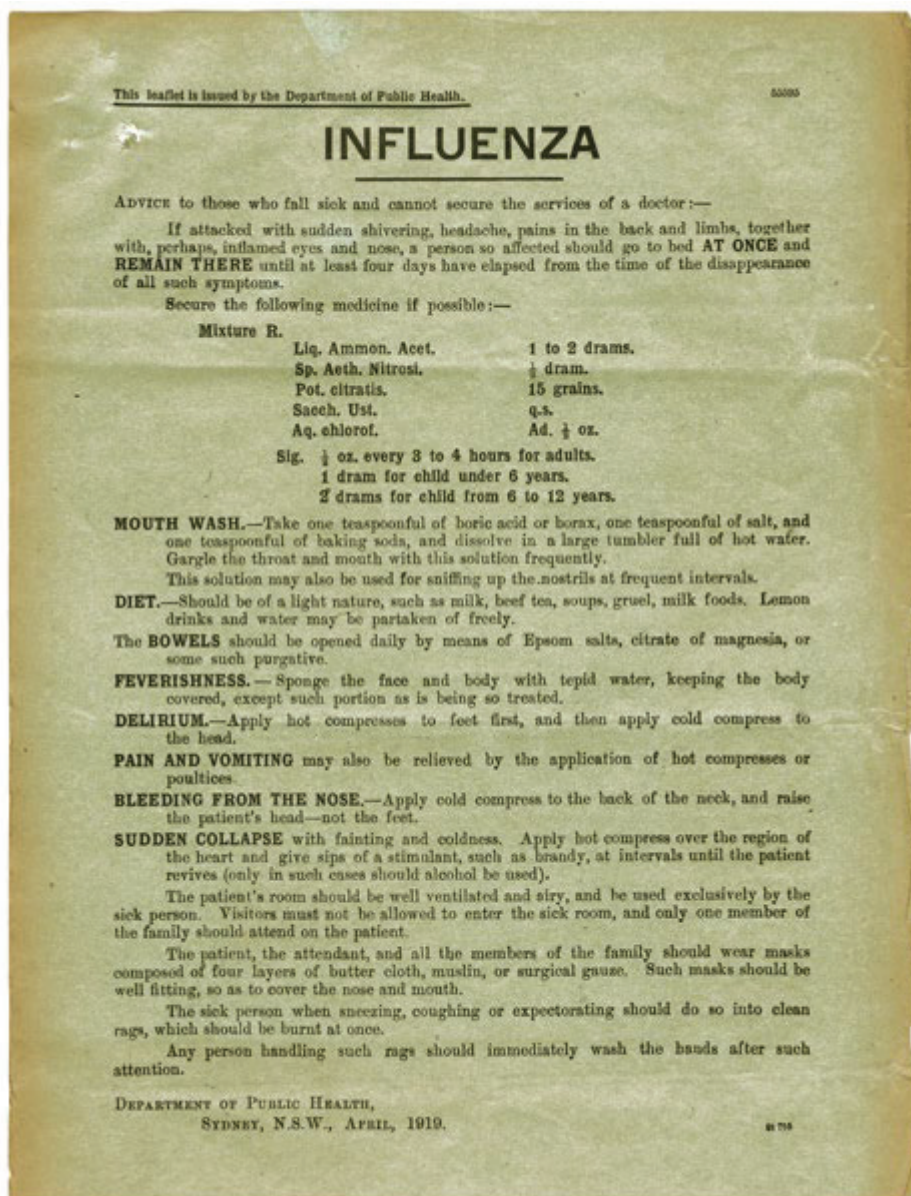 This leaflet is issued by the Department of Public Health.
INFLUENZA
ADVICE to those who fall sick and cannot secure the services of a doctor:—
If attacked with sudden shivering, headache, pains in the back and limbs, together
with, perhaps, inflamed eyes and nose, a person so affected should go to bed AT ONCE and
REMAIN THERE until at least four days have elapsed from the time of the disappearance
of all such symptoms.
Secure the following medicine if possible:—
Mixture R.
Liq. Ammon. Acet. 1 to 2 drams.
Sp. Aeth. Nitrosi. ½ dram.
Pot. citratis. 15 grains.
Sacch. Ust. q.s.
Aq. chlorof. Ad. ½ oz.
Sig. ½ oz. every 3 to 4 hours for adults.
1 dram for child under 6 years.
2 drams for child from 6 to 12 years.
MOUTH WASH.—Take one teaspoonful of boric acid or borax, one teaspoonful of salt, and
one teaspoonful of baking soda, and dissolve in a large tumbler full of hot water.
Gargle the throat and mouth with this solution frequently.
This solution may also be used for sniffing up the nostrils at frequent intervals.
DIET.—Should be of a light nature, such as milk, beef tea, soups, gruel, milk foods. Lemon
drinks and water may be partaken of freely.
The BOWELS should be opened daily by means of Epsom salts, citrate of magnesia, or
some such purgative.
FEVERISHNESS.—Sponge the face and body with tepid water, keeping the body
covered, except such portion as is being so treated.
DELIRIUM.—Apply hot compresses to feet first, and then apply cold compress to
the head.
PAIN AND VOMITING may also be relieved by the application of hot compresses or
poultices.
BLEEDING FROM THE NOSE.—Apply cold compress to the back of the neck, and raise
the patient's head—not the feet.
SUDDEN COLLAPSE with fainting and coldness. Apply hot compress over the region of
the heart and give sips of a stimulant, such as brandy, at intervals until the patient
revives (only in such cases should alcohol be used).
The patient's room should be well ventilated and airy, and be used exclusively by the
sick person. Visitors must not be allowed to enter the sick room, and only one member of
the family should attend on the patient.
The patient, the attendant, and all the members of the family should wear masks
composed of four layers of butter cloth, muslin, or surgical gauze. Such masks should be
well fitting, so as to cover the nose and mouth.
The sick person when sneezing, coughing or expectorating should do so into clean
rags, which should be burnt at once.
Any person handling such rags should immediately wash the hands after such
attention.
DEPARTMENT OF PUBLIC HEALTH,
SYDNEY, N.S.W., APRIL, 1919.